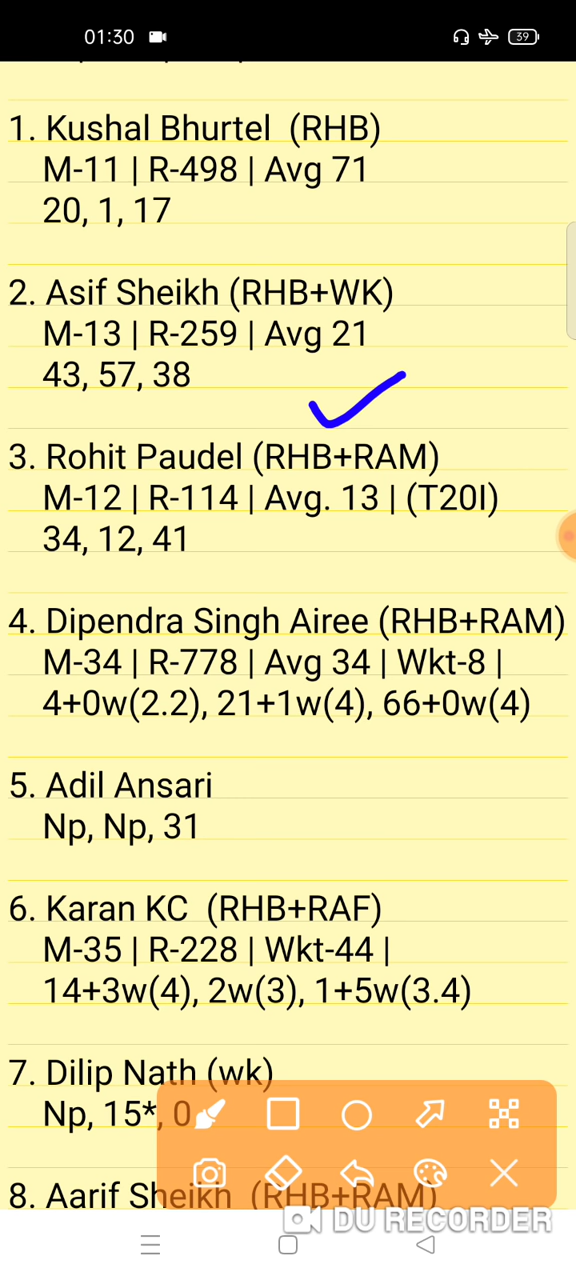 01:30
39
1. Kushal Bhurtel (RHB)
M-11 | R-498 | Avg 71
20, 1, 17
2. Asif Sheikh (RHB+WK)
M-13 | R-259 | Avg 21
43, 57, 38
3. Rohit Paudel (RHB+RAM)
M-12 | R-114 | Avg. 13 | (T20I)
34, 12, 41
4. Dipendra Singh Airee (RHB+RAM)
M-34 | R-778 | Avg 34 | Wkt-8 |
4+0w(2.2), 21+1w(4), 66+0w(4)
5. Adil Ansari
Np, Np, 31
6. Karan KC (RHB+RAF)
M-35 | R-228 | Wkt-44 |
14+3w(4), 2w(3), 1+5w(3.4)
7. Dilip Nath (wk)
Np, 15*, 0
8. Aarif Sheikh (RHB+RAM)
DU RECORDER